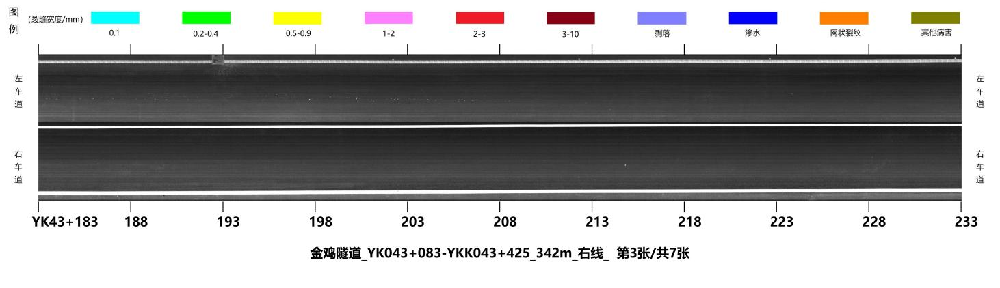 图例
(裂缝宽度/mm)
0.1 0.2-0.4 0.5-0.9 1-2 2-3 3-10 剥落 渗水 网状裂纹 其他病害
左车道 左车道
右车道 右车道
YK43+183 188 193 198 203 208 213 218 223 228 233
金鸡隧道_YK043+083-YKK043+425_342m_右线_ 第3张/共7张